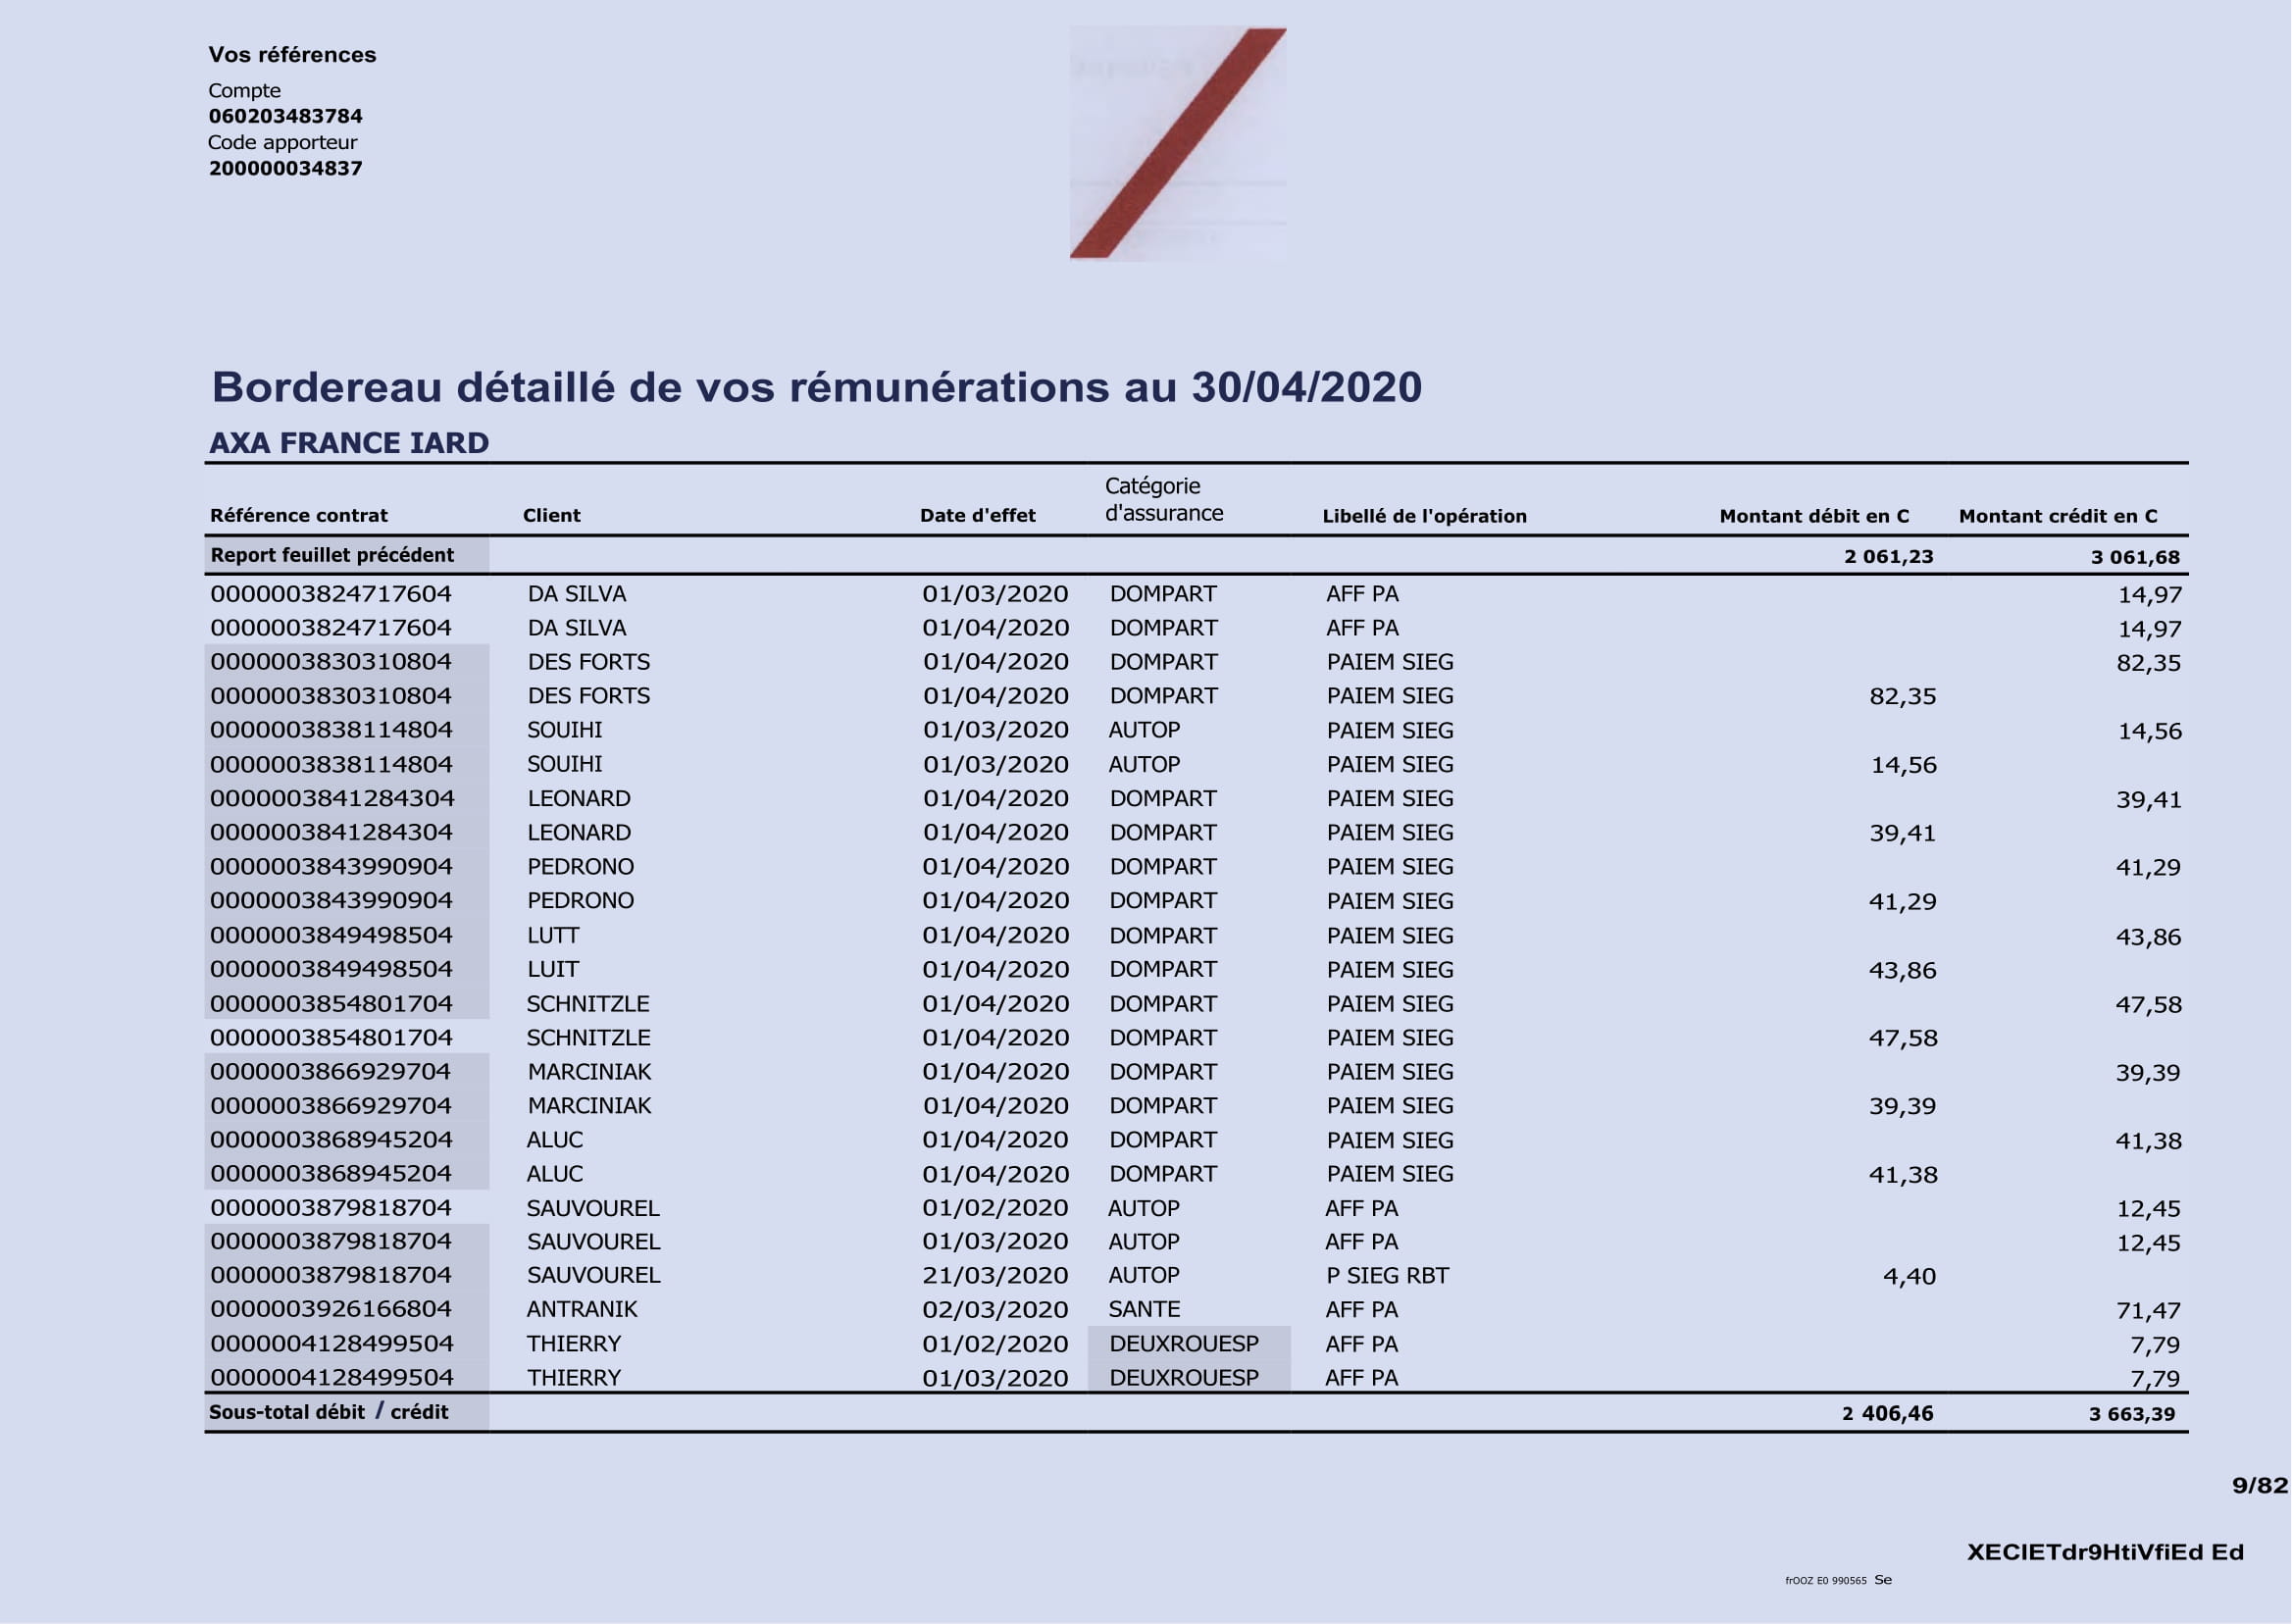 Vos références
Compte
060203483784
Code apporteur
200000034837
Bordereau détaillé de vos rémunérations au 30/04/2020
AXA FRANCE IARD
Référence contrat Client Date d'effet Catégorie d'assurance Libellé de l'opération Montant débit en C Montant crédit en C
Report feuillet précédent 2 061,23 3 061,68
0000003824717604 DA SILVA 01/03/2020 DOMPART AFF PA 14,97
0000003824717604 DA SILVA 01/04/2020 DOMPART AFF PA 14,97
0000003830310804 DES FORTS 01/04/2020 DOMPART PAIEM SIEG 82,35
0000003830310804 DES FORTS 01/04/2020 DOMPART PAIEM SIEG 82,35
0000003838114804 SOUIHI 01/03/2020 AUTOP PAIEM SIEG 14,56
0000003838114804 SOUIHI 01/03/2020 AUTOP PAIEM SIEG 14,56
0000003841284304 LEONARD 01/04/2020 DOMPART PAIEM SIEG 39,41
0000003841284304 LEONARD 01/04/2020 DOMPART PAIEM SIEG 39,41
0000003843990904 PEDRONO 01/04/2020 DOMPART PAIEM SIEG 41,29
0000003843990904 PEDRONO 01/04/2020 DOMPART PAIEM SIEG 41,29
0000003849498504 LUTT 01/04/2020 DOMPART PAIEM SIEG 43,86
0000003849498504 LUIT 01/04/2020 DOMPART PAIEM SIEG 43,86
0000003854801704 SCHNITZLE 01/04/2020 DOMPART PAIEM SIEG 47,58
0000003854801704 SCHNITZLE 01/04/2020 DOMPART PAIEM SIEG 47,58
0000003866929704 MARCINIAK 01/04/2020 DOMPART PAIEM SIEG 39,39
0000003866929704 MARCINIAK 01/04/2020 DOMPART PAIEM SIEG 39,39
0000003868945204 ALUC 01/04/2020 DOMPART PAIEM SIEG 41,38
0000003868945204 ALUC 01/04/2020 DOMPART PAIEM SIEG 41,38
0000003879818704 SAUVOUREL 01/02/2020 AUTOP AFF PA 12,45
0000003879818704 SAUVOUREL 01/03/2020 AUTOP AFF PA 12,45
0000003879818704 SAUVOUREL 21/03/2020 AUTOP P SIEG RBT 4,40
0000003926166804 ANTRANIK 02/03/2020 SANTE AFF PA 71,47
0000004128499504 THIERRY 01/02/2020 DEUXROUESP AFF PA 7,79
0000004128499504 THIERRY 01/03/2020 DEUXROUESP AFF PA 7,79
Sous-total débit / crédit 2 406,46 3 663,39
9/82
XECIETdr9HtiVfiEd Ed
frOOZ E0 990565 Se